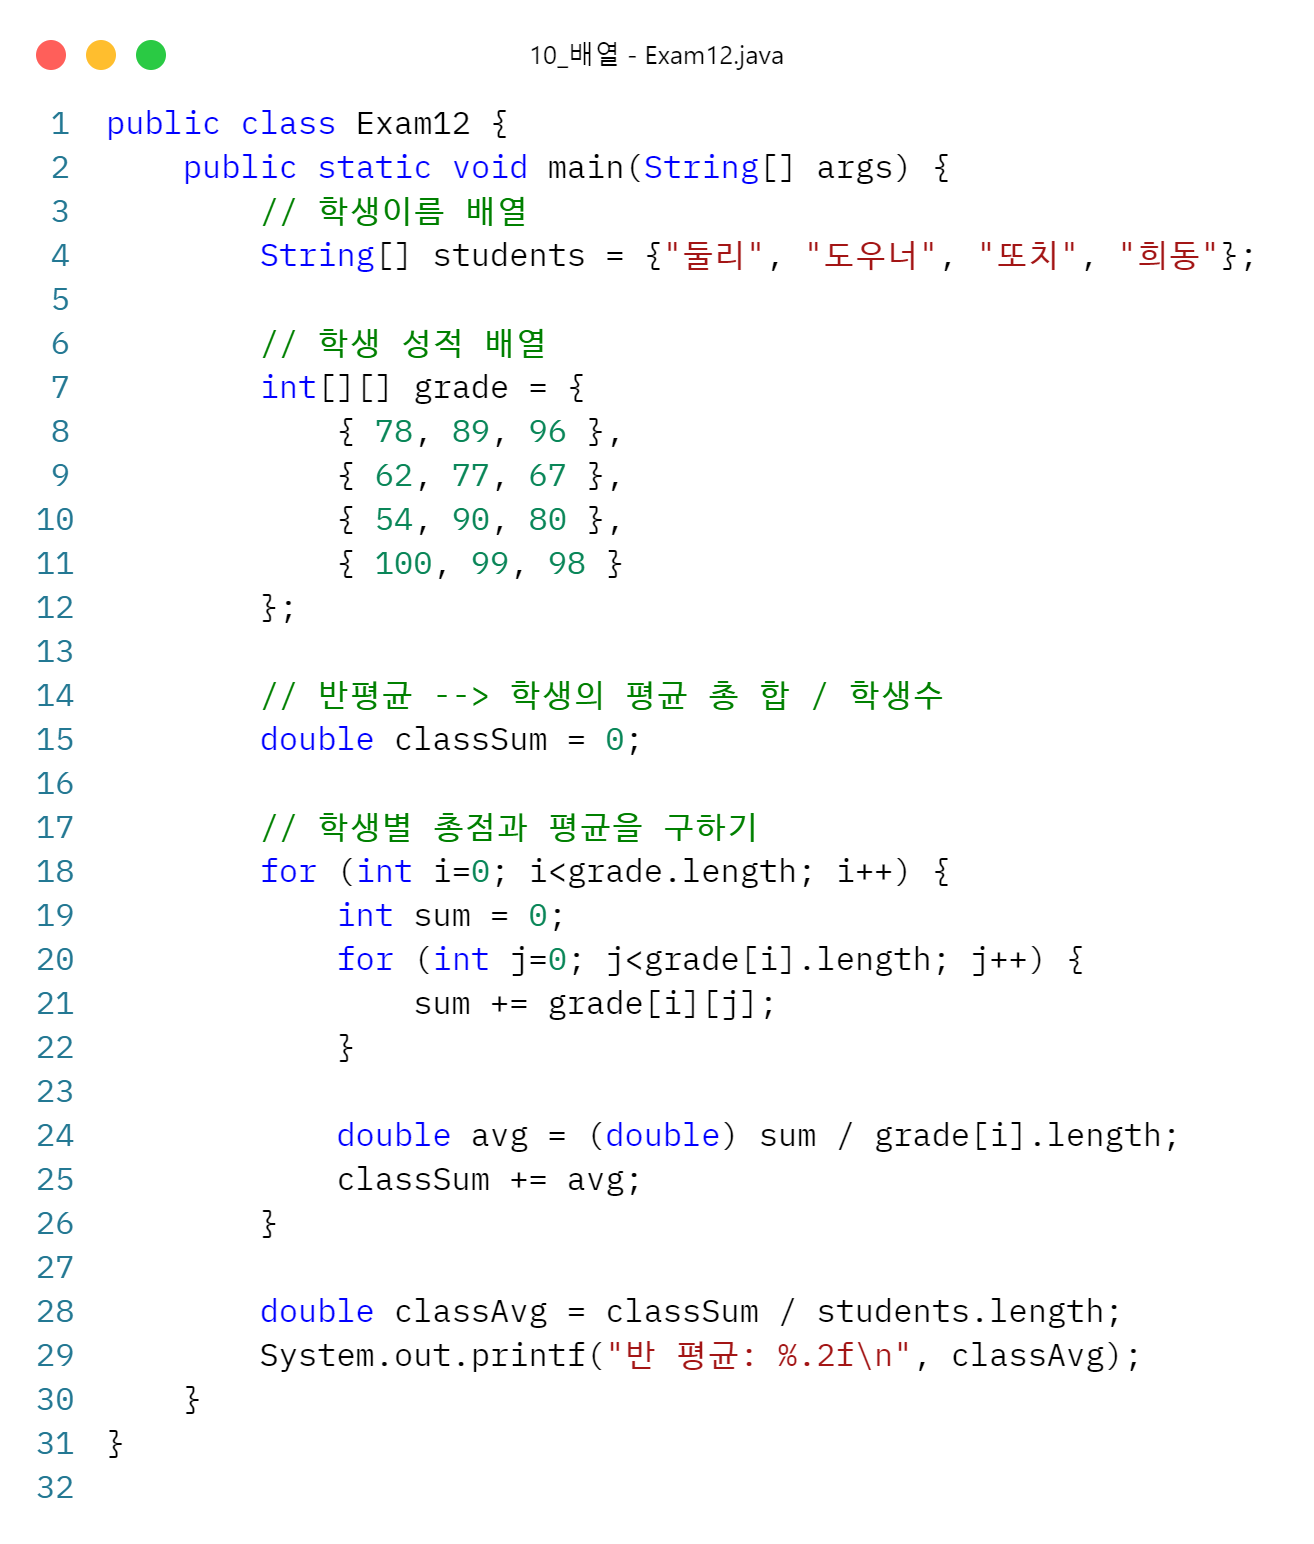 10_배열 - Exam12.java
1 public class Exam12 {
2     public static void main(String[] args) {
3         // 학생이름 배열
4         String[] students = {"둘리", "도우너", "또치", "희동"};
5
6         // 학생 성적 배열
7         int[][] grade = {
8             { 78, 89, 96 },
9             { 62, 77, 67 },
10             { 54, 90, 80 },
11             { 100, 99, 98 }
12         };
13
14         // 반평균 --> 학생의 평균 총 합 / 학생수
15         double classSum = 0;
16
17         // 학생별 총점과 평균을 구하기
18         for (int i=0; i<grade.length; i++) {
19             int sum = 0;
20             for (int j=0; j<grade[i].length; j++) {
21                 sum += grade[i][j];
22             }
23
24             double avg = (double) sum / grade[i].length;
25             classSum += avg;
26         }
27
28         double classAvg = classSum / students.length;
29         System.out.printf("반 평균: %.2f\n", classAvg);
30     }
31 }
32